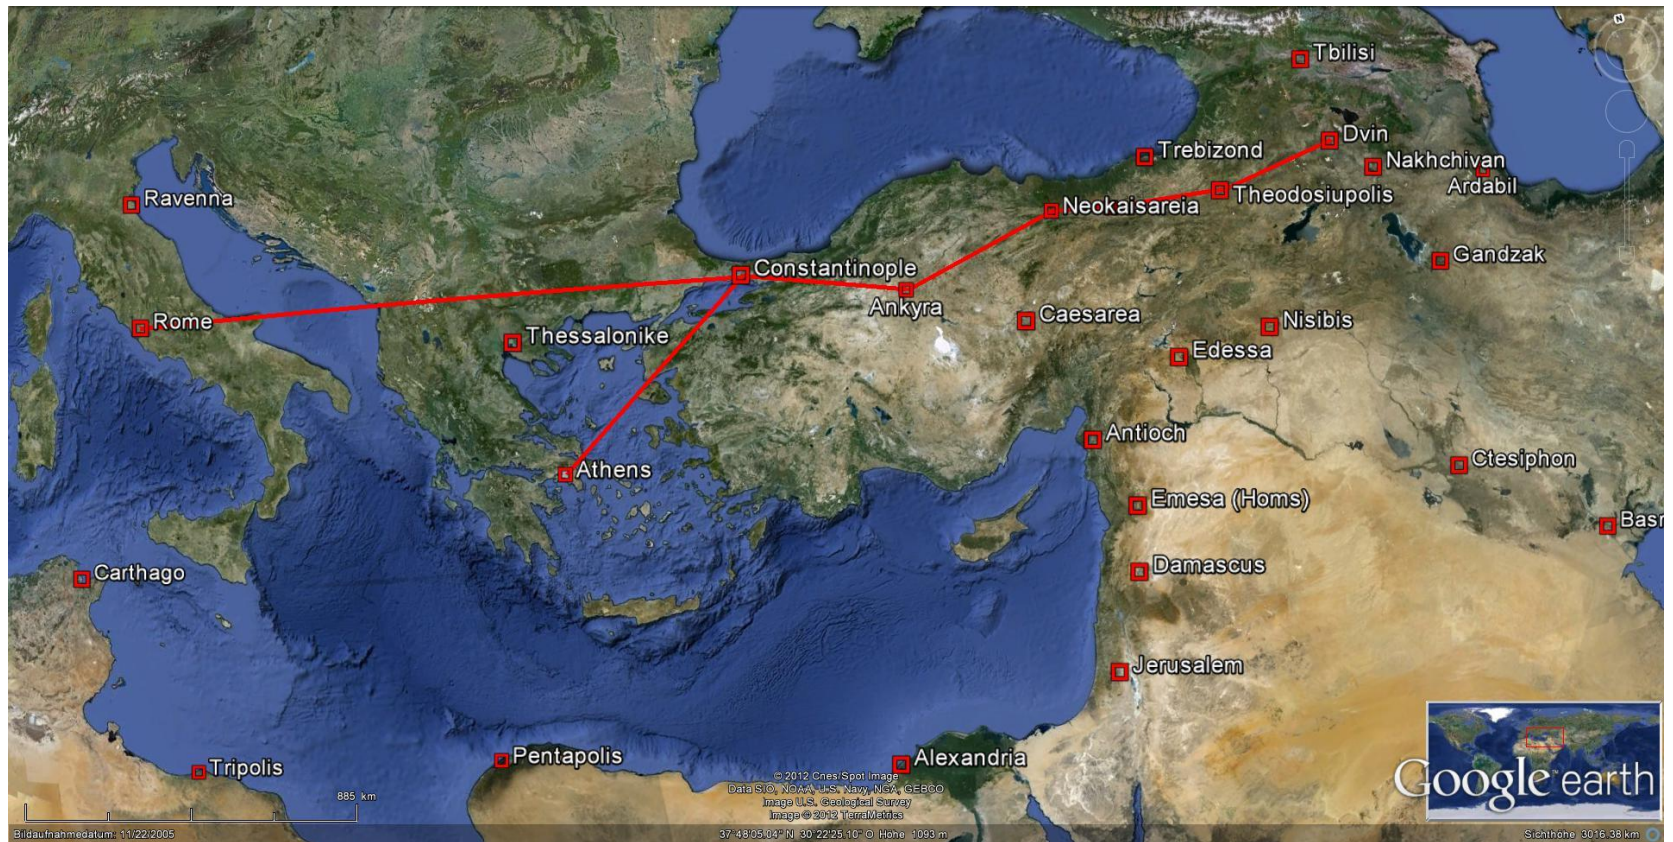 N
Tbilisi
Dvin
Trebizond
Nakhchivan
Ardabil
Ravenna
Theodosiupolis
Neokaisareia
Gandzak
Constantinople
Ankyra
Rome
Caesarea
Nisibis
Thessalonike
Edessa
Antioch
Ctesiphon
Athens
Emesa (Homs)
Basr
Carthago
Damascus
Jerusalem
Pentapolis
Alexandria
Tripolis
© 2012 Cnes/Spot Image
Data SIO, NOAA, U.S. Navy, NGA, GEBCO
Image U.S. Geological Survey
Image © 2012 TerraMetrics
Google earth
885 km
Bildaufnahmedatum: 11/22/2005
37°48'05.04" N 30°22'25.10" O Höhe 1093 m
Sichthöhe 3016.38 km